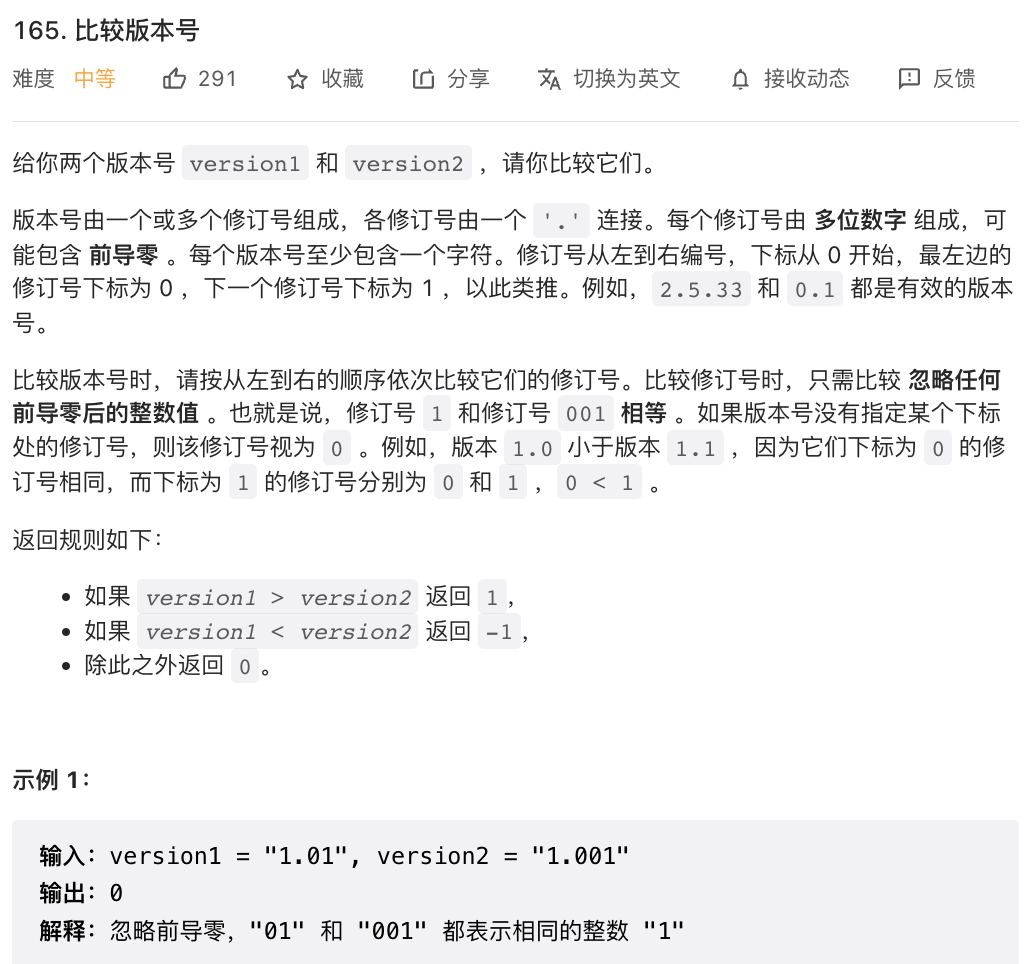 165. 比较版本号
难度 中等 291 收藏 分享 切换为英文 接收动态 反馈
给你两个版本号 version1 和 version2 ，请你比较它们。
版本号由一个或多个修订号组成，各修订号由一个 '.' 连接。每个修订号由 多位数字 组成，可
能包含 前导零 。每个版本号至少包含一个字符。修订号从左到右编号，下标从 0 开始，最左边的
修订号下标为 0 ，下一个修订号下标为 1 ，以此类推。例如，2.5.33 和 0.1 都是有效的版本
号。
比较版本号时，请按从左到右的顺序依次比较它们的修订号。比较修订号时，只需比较 忽略任何
前导零后的整数值 。也就是说，修订号 1 和修订号 001 相等 。如果版本号没有指定某个下标
处的修订号，则该修订号视为 0 。例如，版本 1.0 小于版本 1.1 ，因为它们下标为 0 的修
订号相同，而下标为 1 的修订号分别为 0 和 1 ，0 < 1 。
返回规则如下：
• 如果 version1 > version2 返回 1，
• 如果 version1 < version2 返回 -1，
• 除此之外返回 0。
示例 1：
输入：version1 = "1.01", version2 = "1.001"
输出：0
解释：忽略前导零，"01" 和 "001" 都表示相同的整数 "1"